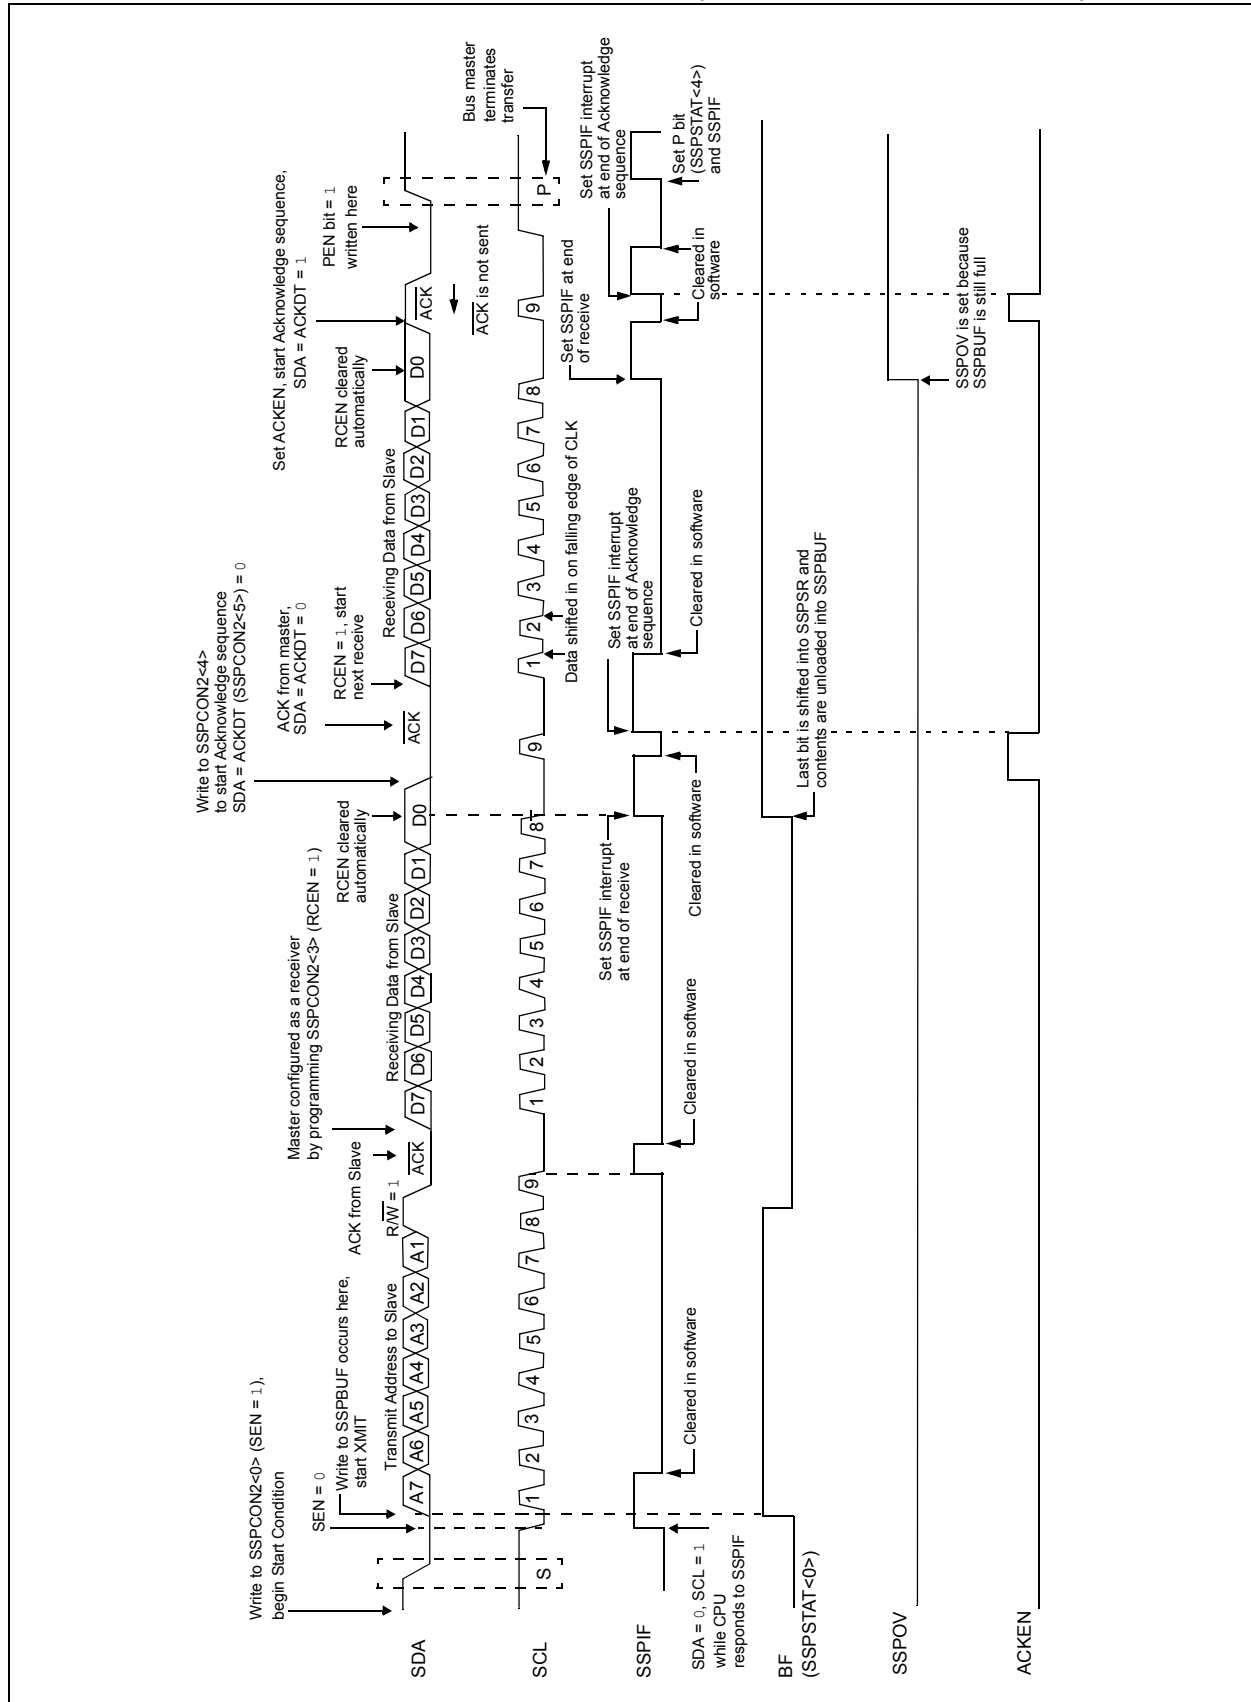 Write to SSPCON2<0> (SEN = 1),
begin Start Condition
SEN = 0
Write to SSPBUF occurs here,
start XMIT
Transmit Address to Slave
R/W = 1
ACK from Slave
Master configured as a receiver
by programming SSPCON2<3> (RCEN = 1)
Receiving Data from Slave
RCEN cleared
automatically
Write to SSPCON2<4>
to start Acknowledge sequence
SDA = ACKDT (SSPCON2<5>) = 0
ACK from master,
SDA = ACKDT = 0
RCEN = 1, start
next receive
Receiving Data from Slave
RCEN cleared
automatically
Set ACKEN, start Acknowledge sequence,
SDA = ACKDT = 1
PEN bit = 1
written here
SDA
A7 A6 A5 A4 A3 A2 A1
ACK
D7 D6 D5 D4 D3 D2 D1 D0
ACK
D7 D6 D5 D4 D3 D2 D1 D0
ACK
ACK is not sent
Bus master
terminates
transfer
SCL
S
1 2 3 4 5 6 7 8 9
1 2 3 4 5 6 7 8 9
1 2 3 4 5 6 7 8 9
P
Data shifted in on falling edge of CLK
Set SSPIF interrupt
at end of receive
Set SSPIF interrupt
at end of Acknowledge
sequence
Set SSPIF at end
of receive
Set SSPIF interrupt
at end of Acknowledge
sequence
SSPIF
SDA = 0, SCL = 1
while CPU
responds to SSPIF
Cleared in software
Cleared in software
Cleared in software
Cleared in software
Cleared in
software
Set P bit
(SSPSTAT<4>)
and SSPIF
BF
(SSPSTAT<0>)
Last bit is shifted into SSPSR and
contents are unloaded into SSPBUF
SSPOV
SSPOV is set because
SSPBUF is still full
ACKEN